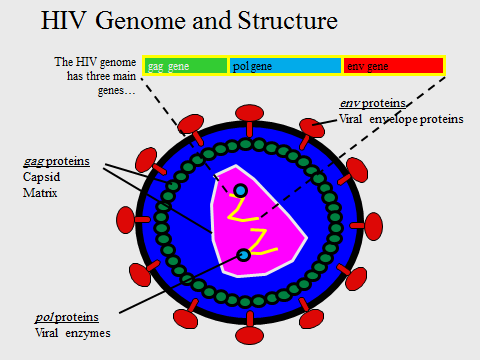 HIV Genome and Structure
The HIV genome
has three main
genes…
gag gene
pol gene
env gene
env proteins
Viral envelope proteins
gag proteins
Capsid
Matrix
pol proteins
Viral enzymes